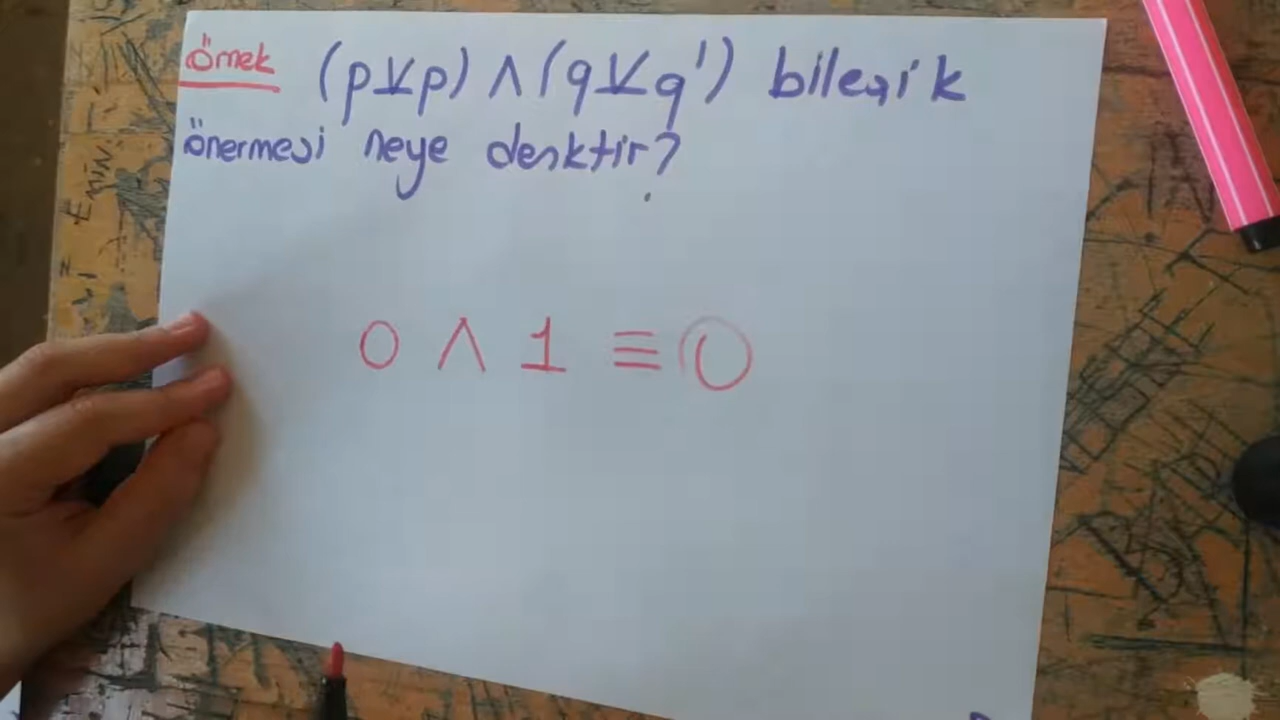 Örnek (p⊻p) ∧ (q⊻q') bileşik
önermesi neye denktir?
0 ∧ 1 ≡ 0